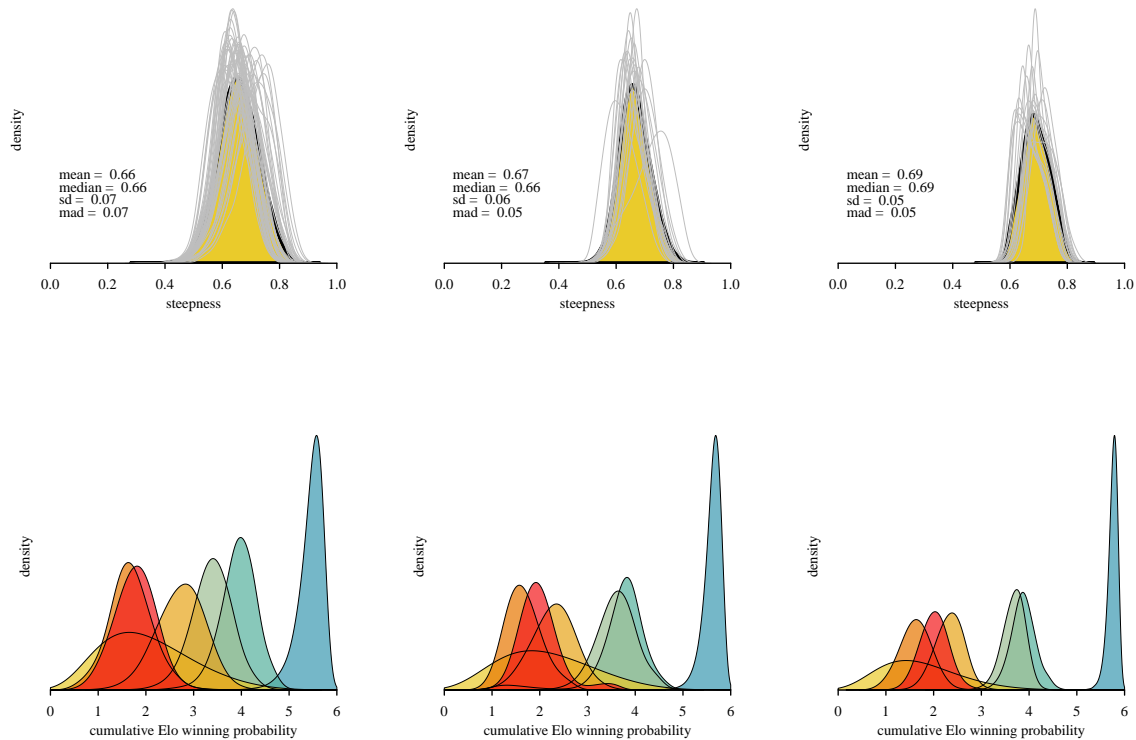 density
mean = 0.66
median = 0.66
sd = 0.07
mad = 0.07
0.0 0.2 0.4 0.6 0.8 1.0
steepness
density
mean = 0.67
median = 0.66
sd = 0.06
mad = 0.05
0.0 0.2 0.4 0.6 0.8 1.0
steepness
density
mean = 0.69
median = 0.69
sd = 0.05
mad = 0.05
0.0 0.2 0.4 0.6 0.8 1.0
steepness
density
0 1 2 3 4 5 6
cumulative Elo winning probability
density
0 1 2 3 4 5 6
cumulative Elo winning probability
density
0 1 2 3 4 5 6
cumulative Elo winning probability